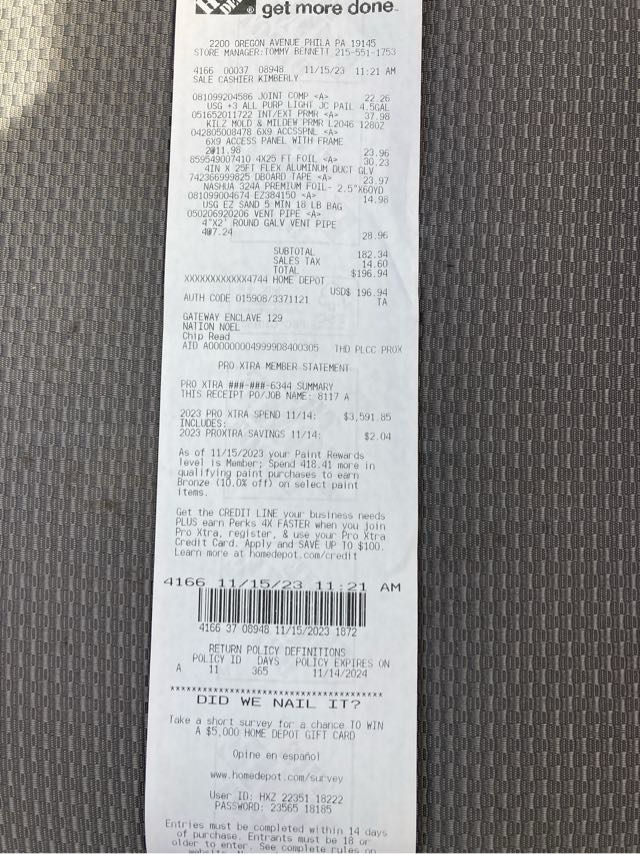 get more done.
2200 OREGON AVENUE PHILA PA 19145
STORE MANAGER:TOMMY BENNETT 215-551-1753
4166 00037 08948 11/15/23 11:21 AM
SALE CASHIER KIMBERLY
081099204586 JOINT COMP <A> 22.26
USG +3 ALL PURP LIGHT JC PAIL 4.5GAL
051652011722 INT/EXT PRMR <A> 37.98
KILZ MOLD & MILDEW PRMR L2046 128OZ
042805008478 6X9 ACCSSPNL <A>
6X9 ACCESS PANEL WITH FRAME
2@11.98 23.96
859549007410 4X25 FT FOIL <A> 30.23
4IN X 25FT FLEX ALUMINUM DUCT GLV
742366999825 DBOARD TAPE <A> 23.97
NASHUA 324A PREMIUM FOIL- 2.5"X60YD
081099004674 EZ384150 <A> 14.98
USG EZ SAND 5 MIN 18 LB BAG
050206920206 VENT PIPE <A>
4"X2' ROUND GALV VENT PIPE
4@7.24 28.96
SUBTOTAL 182.34
SALES TAX 14.60
TOTAL $196.94
XXXXXXXXXXXX4744 HOME DEPOT
USD$ 196.94
AUTH CODE 015908/3371121 TA
GATEWAY ENCLAVE 129
NATION NOEL
Chip Read
AID A0000000049999D8400305 THD PLCC PROX
PRO XTRA MEMBER STATEMENT
PRO XTRA ###-###-6344 SUMMARY
THIS RECEIPT PO/JOB NAME: 8117 A
2023 PRO XTRA SPEND 11/14: $3,591.85
INCLUDES:
2023 PROXTRA SAVINGS 11/14: $2.04
As of 11/15/2023 your Paint Rewards
level is Member; Spend 418.41 more in
qualifying paint purchases to earn
Bronze (10.0% off) on select paint
items.
Get the CREDIT LINE your business needs
PLUS earn Perks 4X FASTER when you join
Pro Xtra, register, & use your Pro Xtra
Credit Card. Apply and SAVE UP TO $100.
Learn more at homedepot.com/credit
4166 11/15/23 11:21 AM
4166 37 08948 11/15/2023 1872
RETURN POLICY DEFINITIONS
POLICY ID DAYS POLICY EXPIRES ON
A 11 365 11/14/2024
****************************************
DID WE NAIL IT?
Take a short survey for a chance TO WIN
A $5,000 HOME DEPOT GIFT CARD
Opine en español
www.homedepot.com/survey
User ID: HXZ 22351 18222
PASSWORD: 23565 18185
Entries must be completed within 14 days
of purchase. Entrants must be 18 or
older to enter. See complete rules on